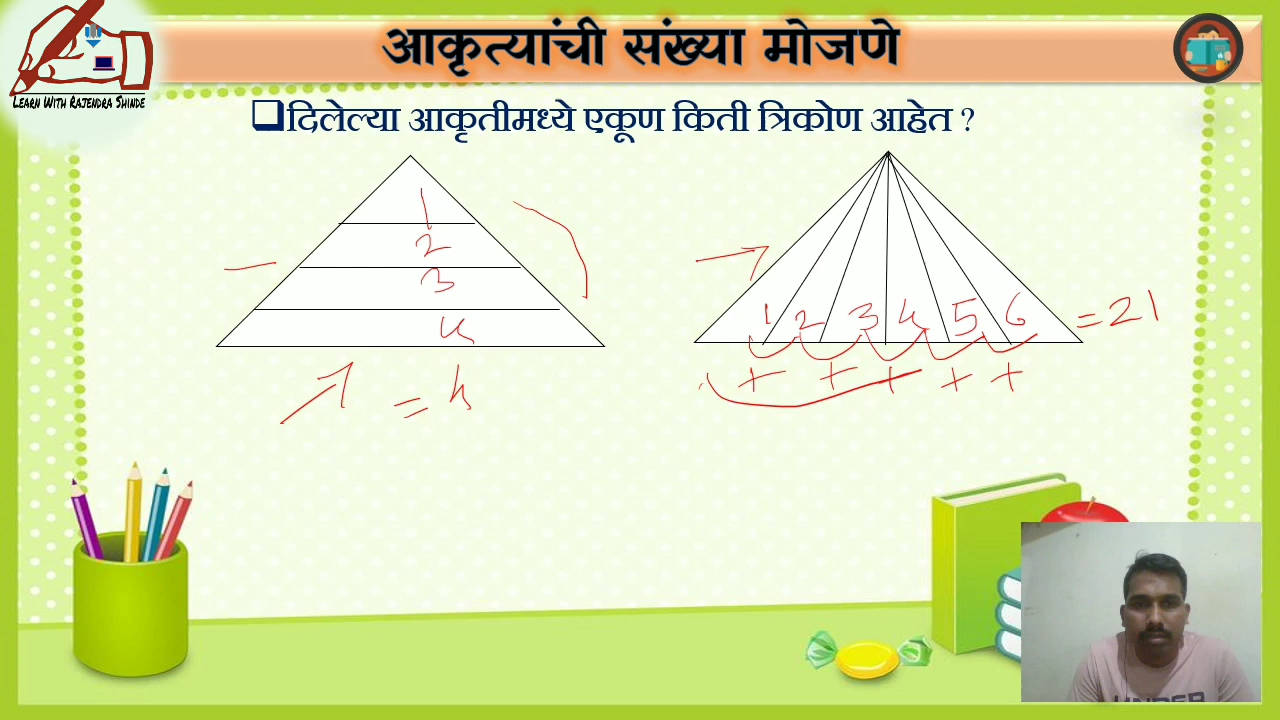 आकृत्यांची संख्या मोजणे
LEARN WITH RAJENDRA SHINDE
दिलेल्या आकृतीमध्ये एकूण किती त्रिकोण आहेत ?
1
2
3
4
= 4
1 2 3 4 5 6 = 21
+ + + + +
UNDER